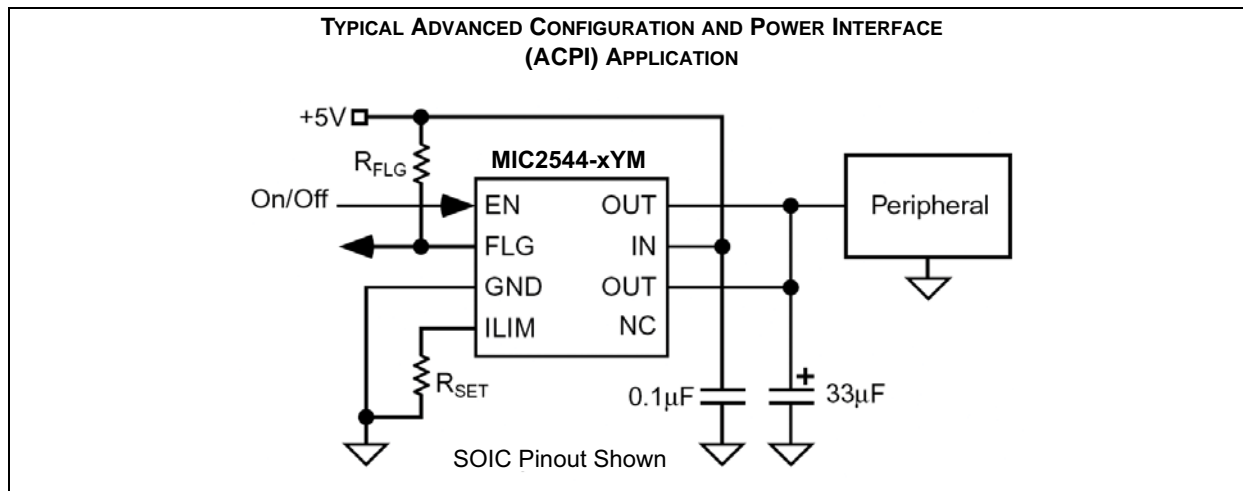 TYPICAL ADVANCED CONFIGURATION AND POWER INTERFACE
(ACPI) APPLICATION
+5V
RFLG
MIC2544-xYM
On/Off
EN
OUT
Peripheral
FLG
IN
GND
OUT
ILIM
NC
RSET
0.1µF
+
33µF
SOIC Pinout Shown